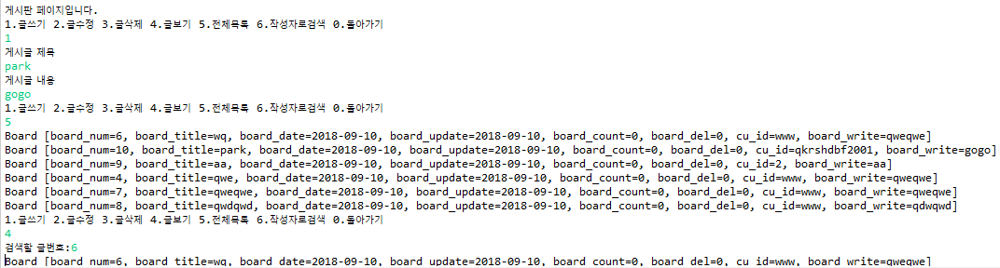 게시판 페이지입니다.
1.글쓰기 2.글수정 3.글삭제 4.글보기 5.전체목록 6.작성자로검색 0.돌아가기
1
게시글 제목
park
게시글 내용
gogo
1.글쓰기 2.글수정 3.글삭제 4.글보기 5.전체목록 6.작성자로검색 0.돌아가기
5
Board [board_num=6, board_title=wq, board_date=2018-09-10, board_update=2018-09-10, board_count=0, board_del=0, cu_id=www, board_write=qweqwe]
Board [board_num=10, board_title=park, board_date=2018-09-10, board_update=2018-09-10, board_count=0, board_del=0, cu_id=qkrshdbf2001, board_write=gogo]
Board [board_num=9, board_title=aa, board_date=2018-09-10, board_update=2018-09-10, board_count=0, board_del=0, cu_id=2, board_write=aa]
Board [board_num=4, board_title=qwe, board_date=2018-09-10, board_update=2018-09-10, board_count=0, board_del=0, cu_id=www, board_write=qweqwe]
Board [board_num=7, board_title=qweqwe, board_date=2018-09-10, board_update=2018-09-10, board_count=0, board_del=0, cu_id=www, board_write=qweqwe]
Board [board_num=8, board_title=qwdqwd, board_date=2018-09-10, board_update=2018-09-10, board_count=0, board_del=0, cu_id=www, board_write=qdwqwd]
1.글쓰기 2.글수정 3.글삭제 4.글보기 5.전체목록 6.작성자로검색 0.돌아가기
4
검색할 글번호:6
Board [board_num=6, board_title=wq, board_date=2018-09-10, board_update=2018-09-10, board_count=0, board_del=0, cu_id=www, board_write=qweqwe]